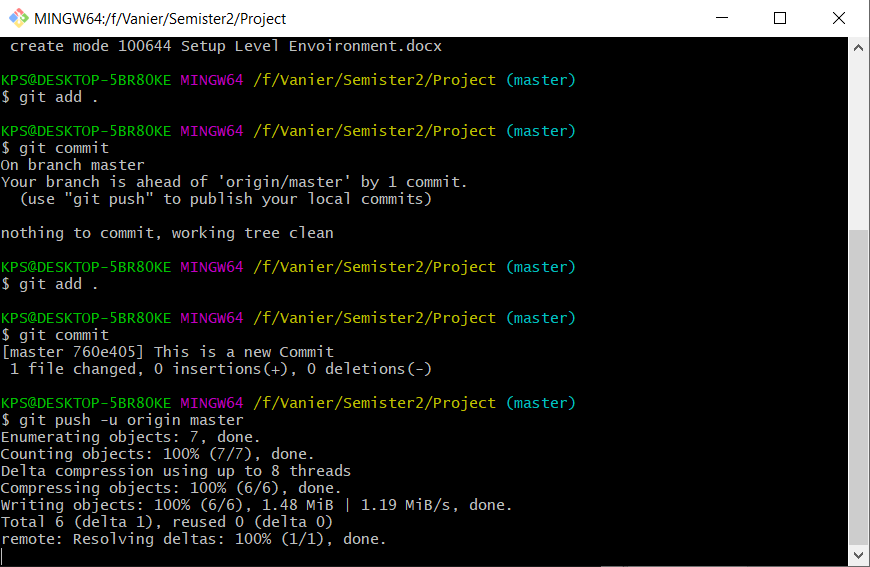 MINGW64:/f/Vanier/Semister2/Project
create mode 100644 Setup Level Envoironment.docx
KPS@DESKTOP-5BR8OKE MINGW64 /f/Vanier/Semister2/Project (master)
$ git add .
KPS@DESKTOP-5BR8OKE MINGW64 /f/Vanier/Semister2/Project (master)
$ git commit
On branch master
Your branch is ahead of 'origin/master' by 1 commit.
(use "git push" to publish your local commits)
nothing to commit, working tree clean
KPS@DESKTOP-5BR8OKE MINGW64 /f/Vanier/Semister2/Project (master)
$ git add .
KPS@DESKTOP-5BR8OKE MINGW64 /f/Vanier/Semister2/Project (master)
$ git commit
[master 760e405] This is a new Commit
1 file changed, 0 insertions(+), 0 deletions(-)
KPS@DESKTOP-5BR8OKE MINGW64 /f/Vanier/Semister2/Project (master)
$ git push -u origin master
Enumerating objects: 7, done.
Counting objects: 100% (7/7), done.
Delta compression using up to 8 threads
Compressing objects: 100% (6/6), done.
Writing objects: 100% (6/6), 1.48 MiB | 1.19 MiB/s, done.
Total 6 (delta 1), reused 0 (delta 0)
remote: Resolving deltas: 100% (1/1), done.